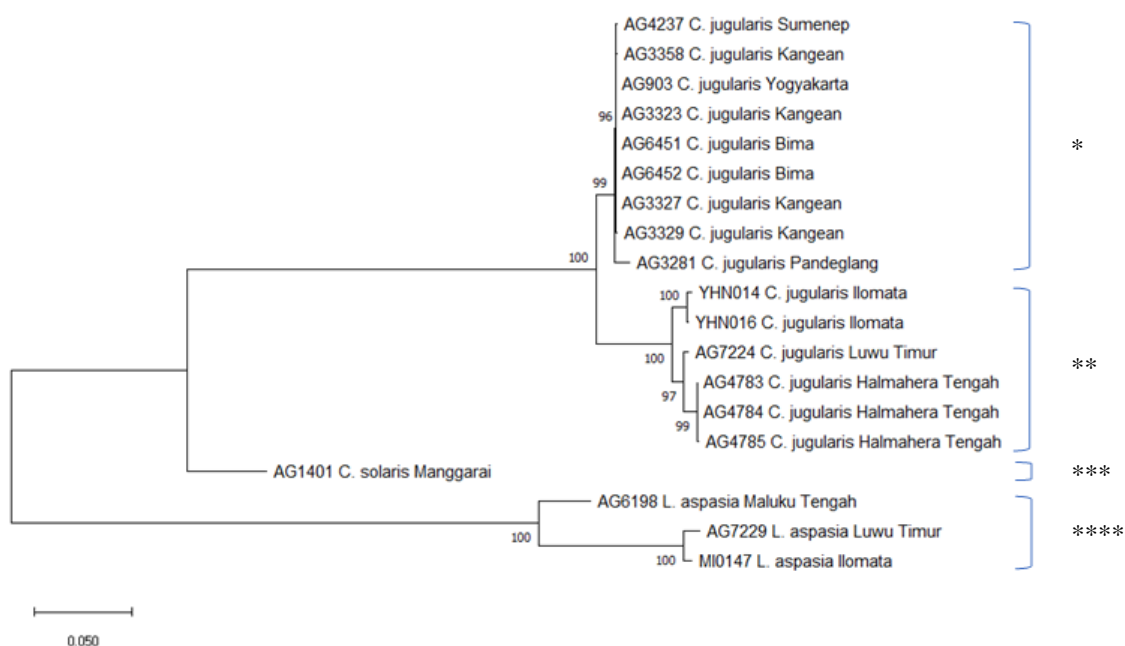 AG4237 C. jugularis Sumenep
AG3358 C. jugularis Kangean
AG903 C. jugularis Yogyakarta
96
AG3323 C. jugularis Kangean
AG6451 C. jugularis Bima
*
AG6452 C. jugularis Bima
99
AG3327 C. jugularis Kangean
AG3329 C. jugularis Kangean
100
AG3281 C. jugularis Pandeglang
100
YHN014 C. jugularis Ilomata
YHN016 C. jugularis Ilomata
100
AG7224 C. jugularis Luwu Timur
**
AG4783 C. jugularis Halmahera Tengah
97
AG4784 C. jugularis Halmahera Tengah
99
AG4785 C. jugularis Halmahera Tengah
AG1401 C. solaris Manggarai
***
AG6198 L. aspasia Maluku Tengah
100
AG7229 L. aspasia Luwu Timur
****
100
MI0147 L. aspasia Ilomata
0.050